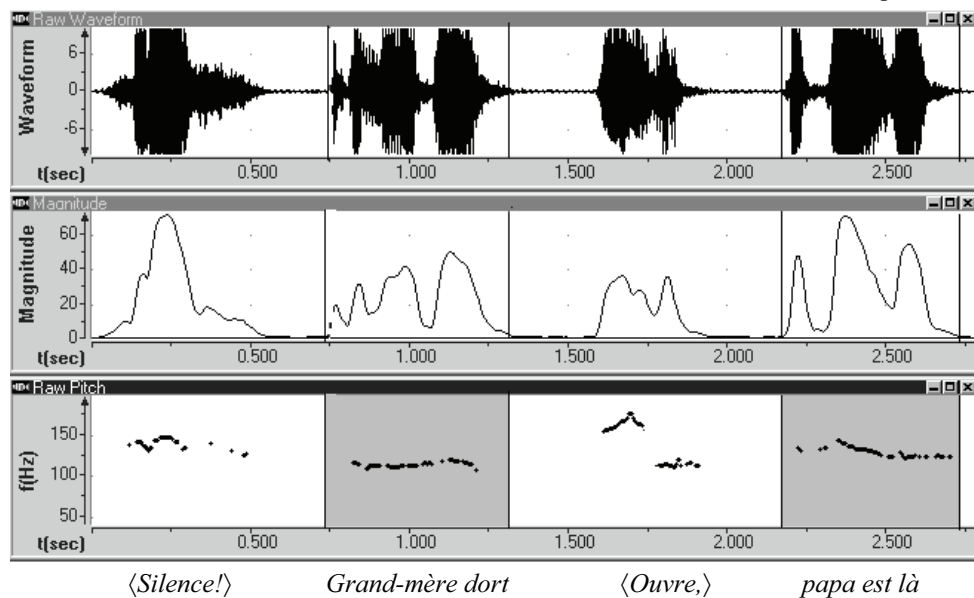 Raw Waveform
Waveform
6
0
-6
t(sec) 0.500 1.000 1.500 2.000 2.500
Magnitude
Magnitude
60
40
20
0
t(sec) 0.500 1.000 1.500 2.000 2.500
Raw Pitch
f(Hz)
150
100
50
t(sec) 0.500 1.000 1.500 2.000 2.500
⟨Silence!⟩ Grand-mère dort ⟨Ouvre,⟩ papa est là